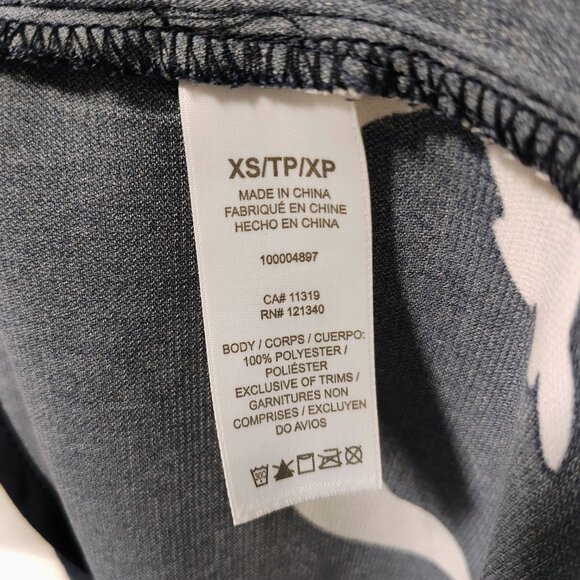 XS/TP/XP
MADE IN CHINA
FABRIQUÉ EN CHINE
HECHO EN CHINA
100004897
CA# 11319
RN# 121340
BODY / CORPS / CUERPO:
100% POLYESTER /
POLIÉSTER
EXCLUSIVE OF TRIMS /
GARNITURES NON
COMPRISES / EXCLUYEN
DO AVIOS